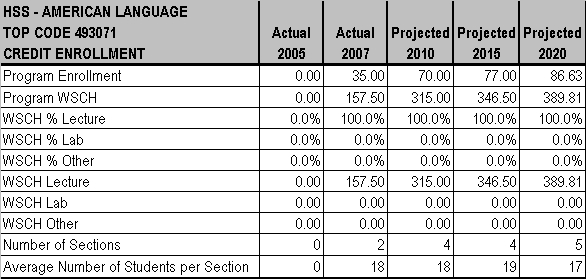 HSS - AMERICAN LANGUAGE
TOP CODE 493071 Actual Actual Projected Projected Projected
CREDIT ENROLLMENT 2005 2007 2010 2015 2020
Program Enrollment 0.00 35.00 70.00 77.00 86.63
Program WSCH 0.00 157.50 315.00 346.50 389.81
WSCH % Lecture 0.0% 100.0% 100.0% 100.0% 100.0%
WSCH % Lab 0.0% 0.0% 0.0% 0.0% 0.0%
WSCH % Other 0.0% 0.0% 0.0% 0.0% 0.0%
WSCH Lecture 0.00 157.50 315.00 346.50 389.81
WSCH Lab 0.00 0.00 0.00 0.00 0.00
WSCH Other 0.00 0.00 0.00 0.00 0.00
Number of Sections 0 2 4 4 5
Average Number of Students per Section 0 18 18 19 17